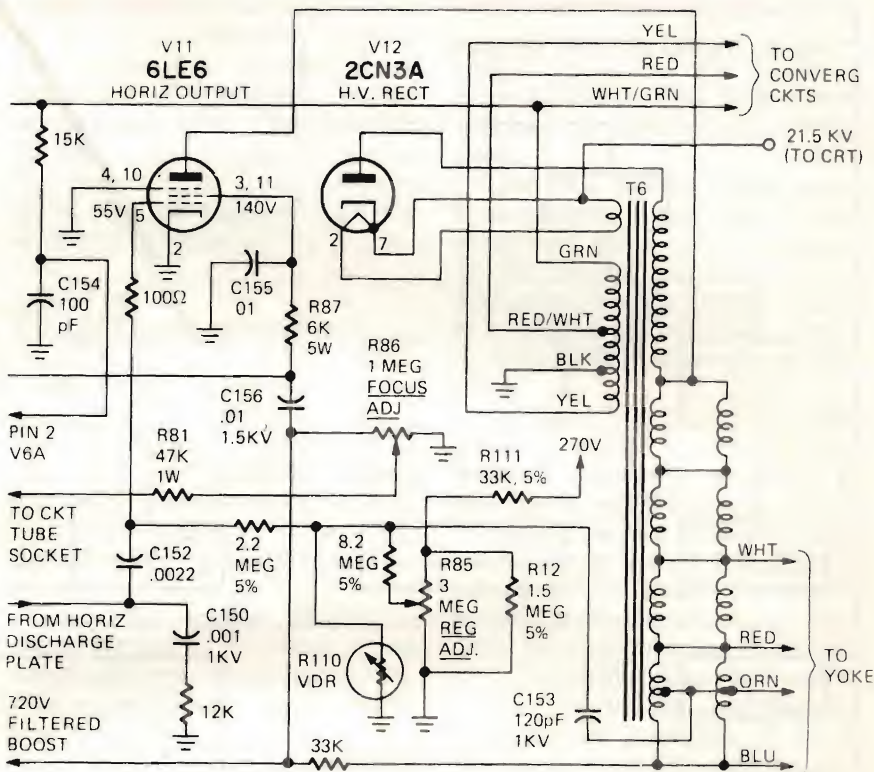 V11
6LE6
HORIZ OUTPUT
V12
2CN3A
H.V. RECT
YEL
RED
WHT/GRN
TO
CONVERG
CKTS
21.5 KV
(TO CRT)
15K
4, 10
3, 11
55V
5
140V
2
2
7
T6
GRN
C154
100
pF
100Ω
C155
01
R87
6K
5W
RED/WHT
R86
1 MEG
FOCUS
ADJ
BLK
YEL
C156
.01
1.5KV
PIN 2
V6A
R81
47K
1W
R111
33K, 5%
270V
TO CKT
TUBE
SOCKET
C152
.0022
2.2
MEG
5%
8.2
MEG
5%
R85
3
MEG
REG
ADJ.
R12
1.5
MEG
5%
WHT
FROM HORIZ
DISCHARGE
PLATE
C150
.001
1KV
R110
VDR
RED
TO
YOKE
ORN
720V
FILTERED
BOOST
12K
C153
120pF
1KV
33K
BLU